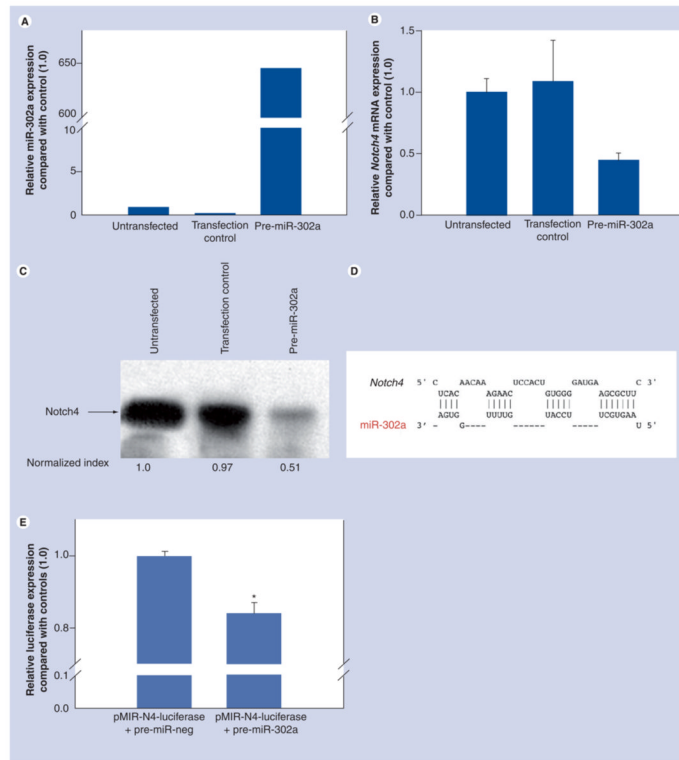 A
Relative miR-302a expression
compared with control (1.0)
650
600
10
5
0
Untransfected
Transfection
control
Pre-miR-302a
B
Relative Notch4 mRNA expression
compared with control (1.0)
1.5
1.0
0.5
0.0
Untransfected
Transfection
control
Pre-miR-302a
C
Untransfected
Transfection control
Pre-miR-302a
Notch4
Normalized index
1.0
0.97
0.51
D
Notch4 5' C AACAA UCCACU GAUGA C 3'
UCAC AGAAC GUGGG AGCGCUU
AGUG UUUUG UACCU UCGUGAA
miR-302a 3' - G---- ------ ----- U 5'
E
Relative luciferase expression
compared with controls (1.0)
1.0
0.8
0.1
0.0
*
pMIR-N4-luciferase
+ pre-miR-neg
pMIR-N4-luciferase
+ pre-miR-302a